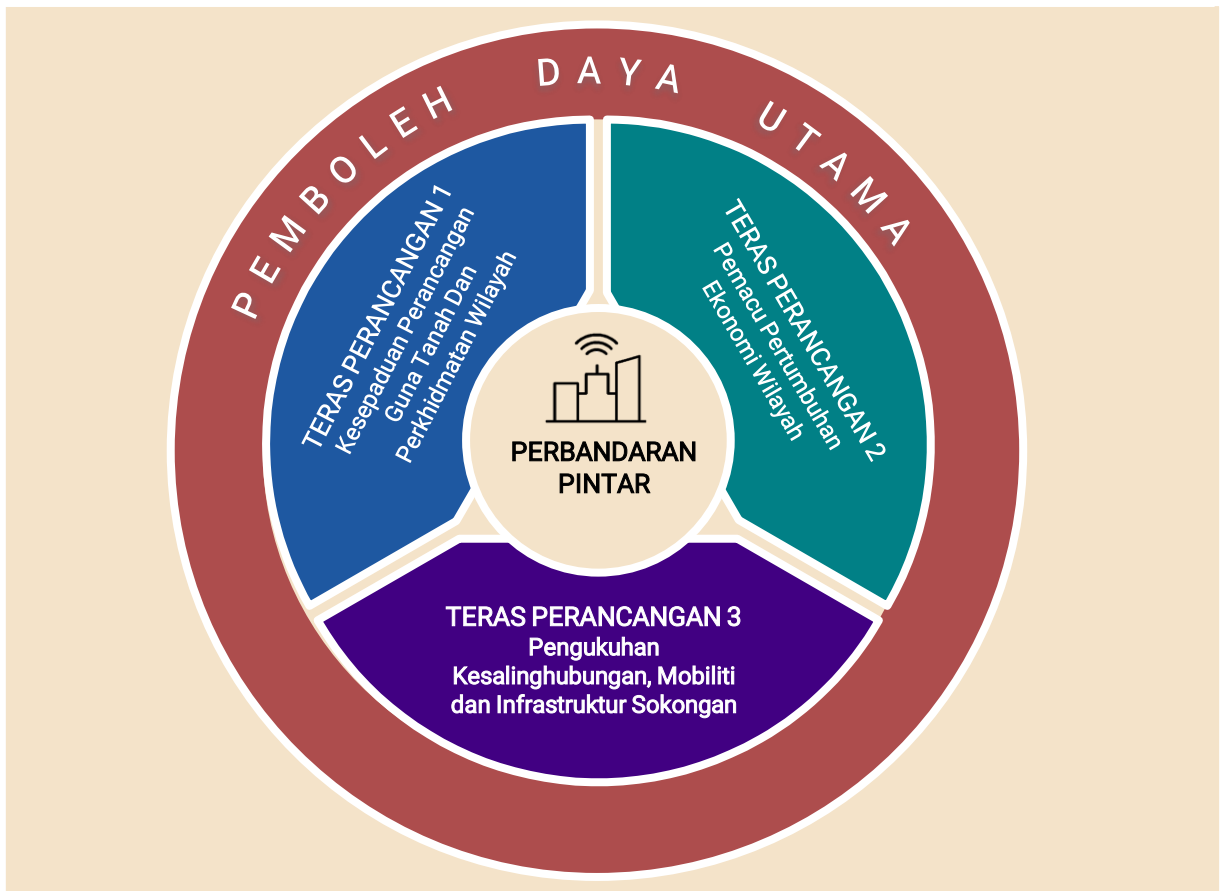 PEMBOLEH DAYA UTAMA
TERAS PERANCANGAN 1
Kesepaduan Perancangan
Guna Tanah Dan
Perkhidmatan Wilayah
TERAS PERANCANGAN 2
Pemacu Pertumbuhan
Ekonomi Wilayah
PERBANDARAN
PINTAR
TERAS PERANCANGAN 3
Pengukuhan
Kesalinghubungan, Mobiliti
dan Infrastruktur Sokongan